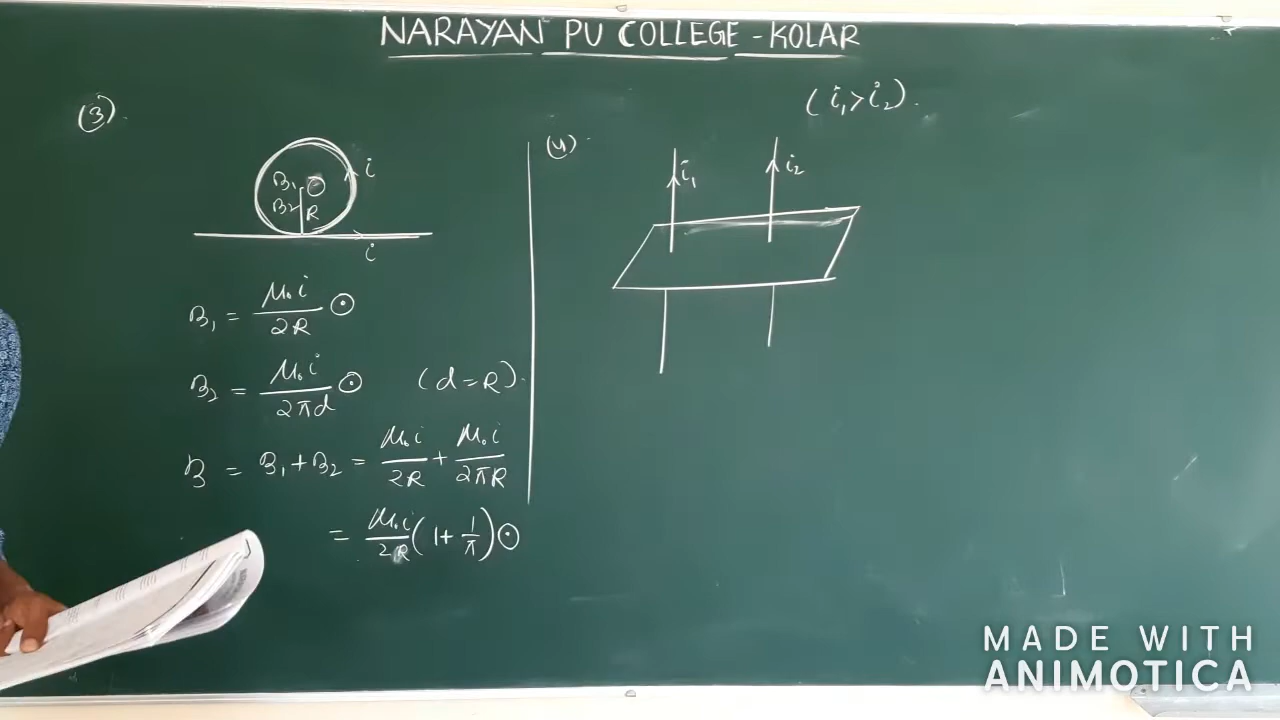 NARAYAN PU COLLEGE - KOLAR
(3).
B₁ O i
B₂ R
i
B₁ = μ₀i / 2R ⊙
B₂ = μ₀i / 2πd ⊙ (d = R).
B = B₁ + B₂ = μ₀i / 2R + μ₀i / 2πR
= μ₀i / 2R (1 + 1/π) ⊙
(4)
(i₁ > i₂).
i₁ i₂
MADE WITH
ANIMOTICA